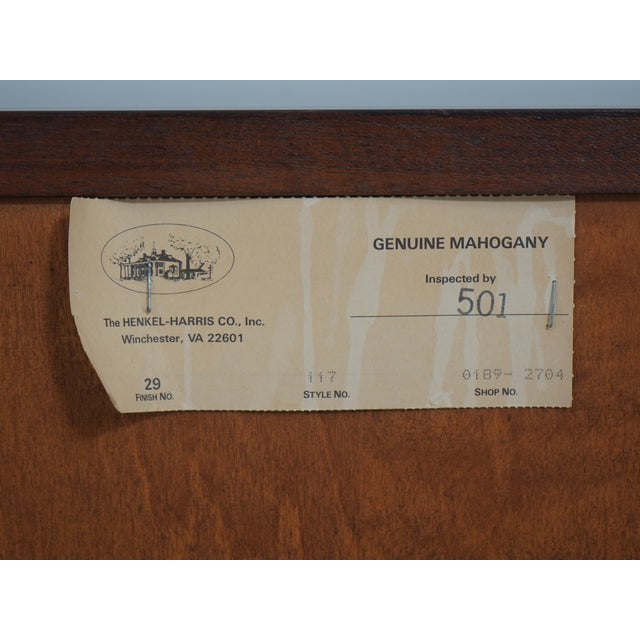 GENUINE MAHOGANY
Inspected by
501
The HENKEL-HARRIS CO., Inc.
Winchester, VA 22601
29 117 0189- 2704
FINISH NO. STYLE NO. SHOP NO.